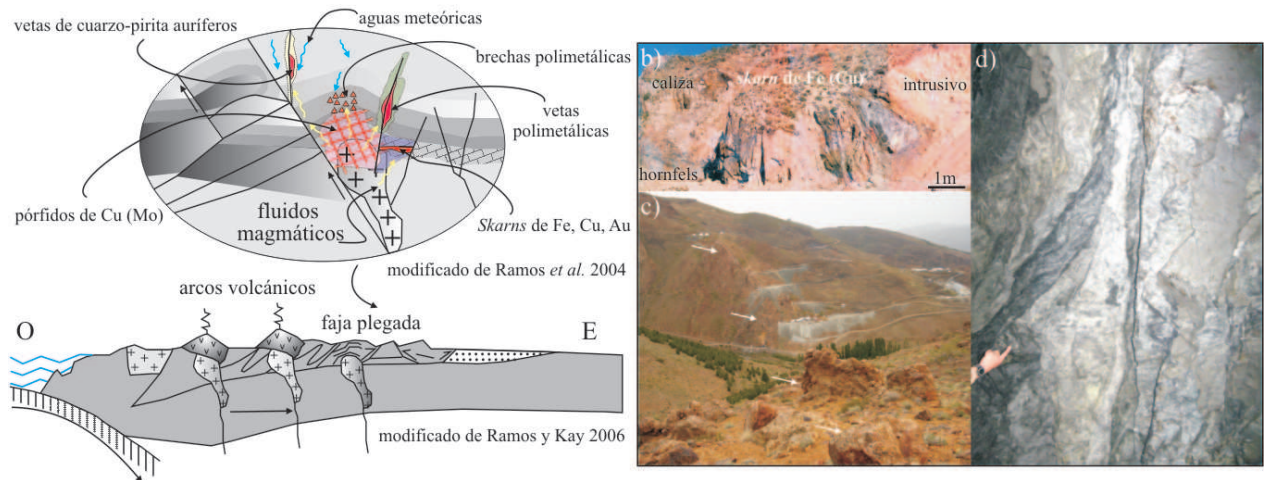 vetas de cuarzo-pirita auríferos
aguas meteóricas
brechas polimetálicas
vetas
polimetálicas
pórfidos de Cu (Mo)
fluidos
magmáticos
Skarns de Fe, Cu, Au
modificado de Ramos et al. 2004
arcos volcánicos
faja plegada
O
E
modificado de Ramos y Kay 2006
b)
caliza
skarn de Fe (Cu)
intrusivo
hornfels
1m
c)
d)